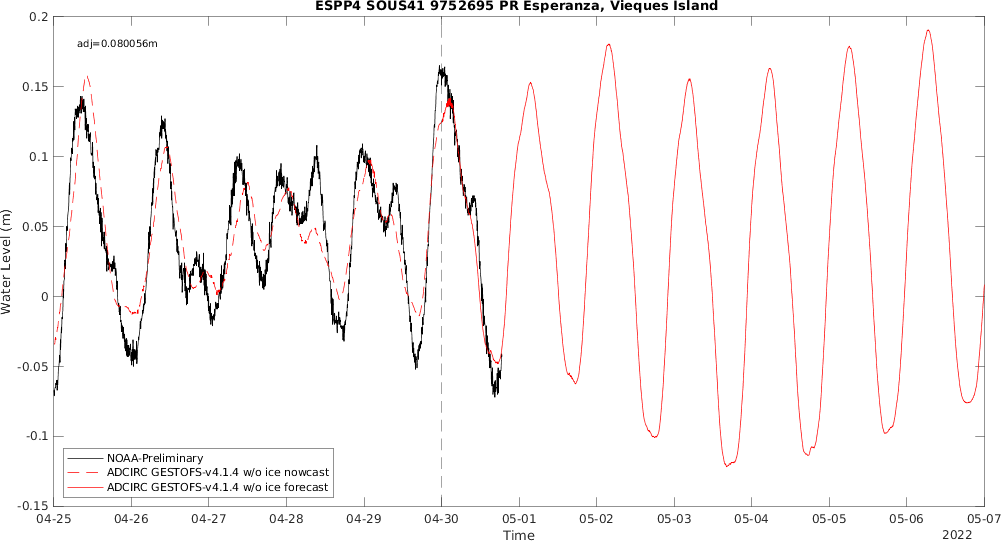 ESPP4 SOUS41 9752695 PR Esperanza, Vieques Island
adj=0.080056m
0.2
0.15
0.1
0.05
0
-0.05
-0.1
-0.15
Water Level (m)
NOAA-Preliminary
ADCIRC GESTOFS-v4.1.4 w/o ice nowcast
ADCIRC GESTOFS-v4.1.4 w/o ice forecast
04-25 04-26 04-27 04-28 04-29 04-30 05-01 05-02 05-03 05-04 05-05 05-06 05-07
Time
2022